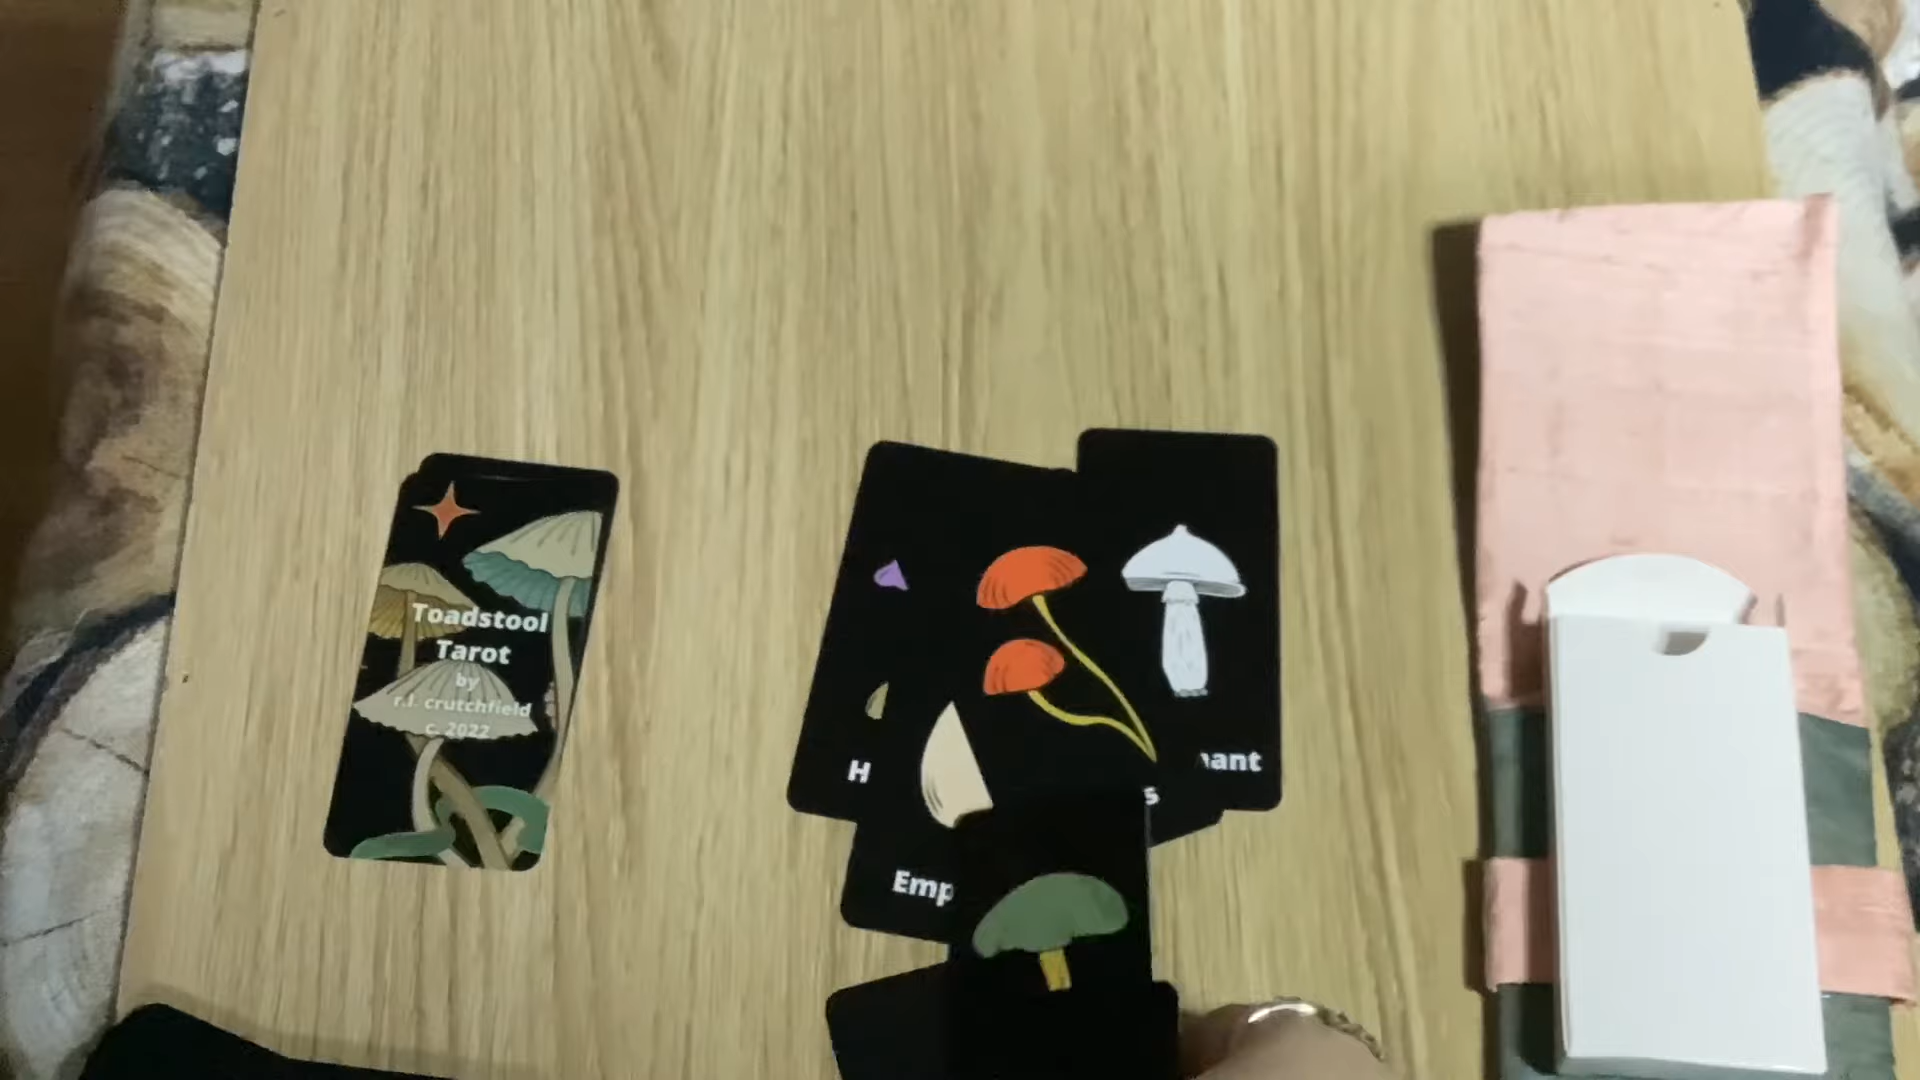 Toadstool
Tarot
by
r.l. crutchfield
c. 2022
H
Emp
s
ant